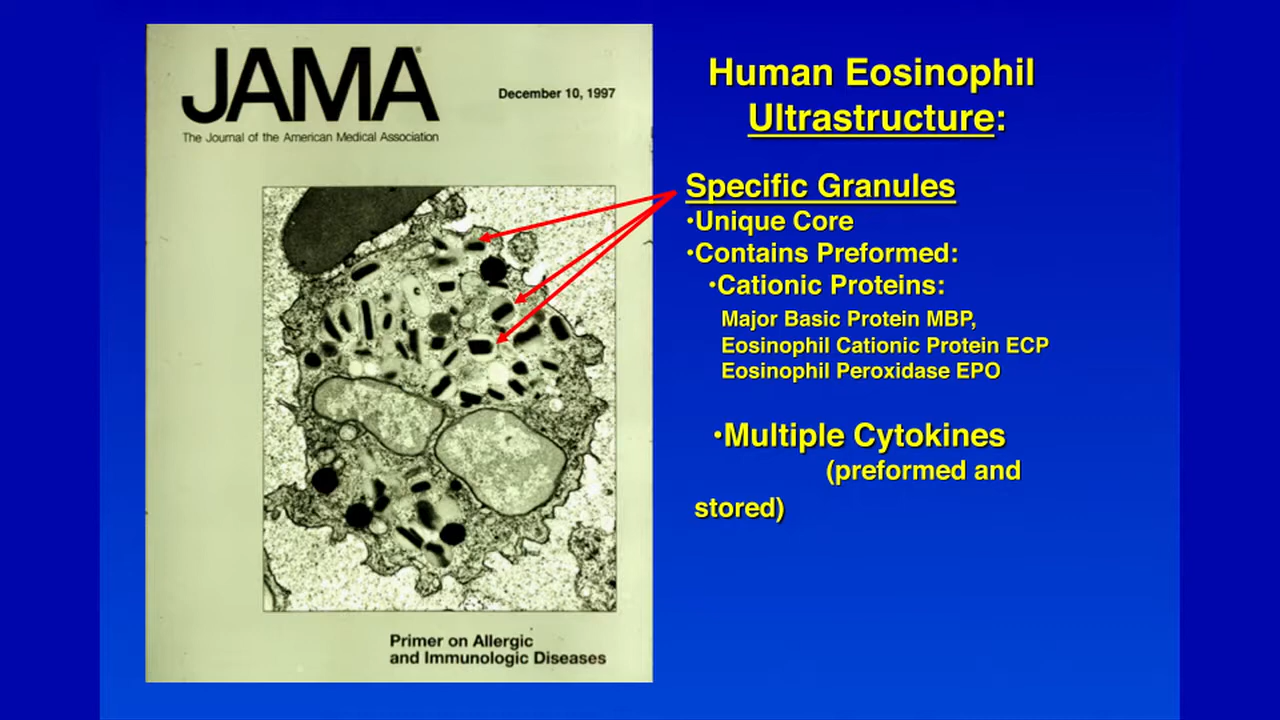 JAMA®
December 10, 1997
The Journal of the American Medical Association
Primer on Allergic
and Immunologic Diseases
Human Eosinophil
Ultrastructure:
Specific Granules
•Unique Core
•Contains Preformed:
•Cationic Proteins:
Major Basic Protein MBP,
Eosinophil Cationic Protein ECP
Eosinophil Peroxidase EPO
•Multiple Cytokines
(preformed and
stored)